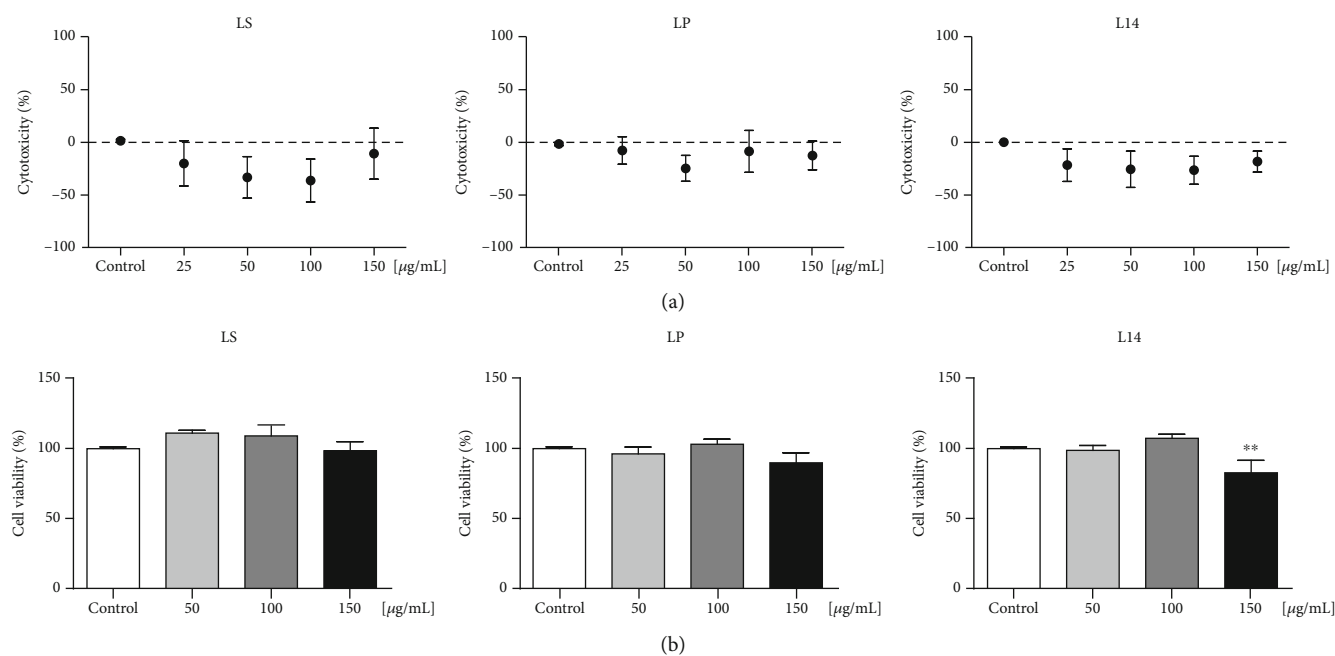 LS
LP
L14
Cytotoxicity (%)
100
50
0
−50
−100
Control 25 50 100 150 [μg/mL]
Cytotoxicity (%)
100
50
0
−50
−100
Control 25 50 100 150 [μg/mL]
Cytotoxicity (%)
100
50
0
−50
−100
Control 25 50 100 150 [μg/mL]
(a)
LS
LP
L14
Cell viability (%)
150
100
50
0
Control 50 100 150 [μg/mL]
Cell viability (%)
150
100
50
0
Control 50 100 150 [μg/mL]
Cell viability (%)
150
100
50
0
**
Control 50 100 150 [μg/mL]
(b)